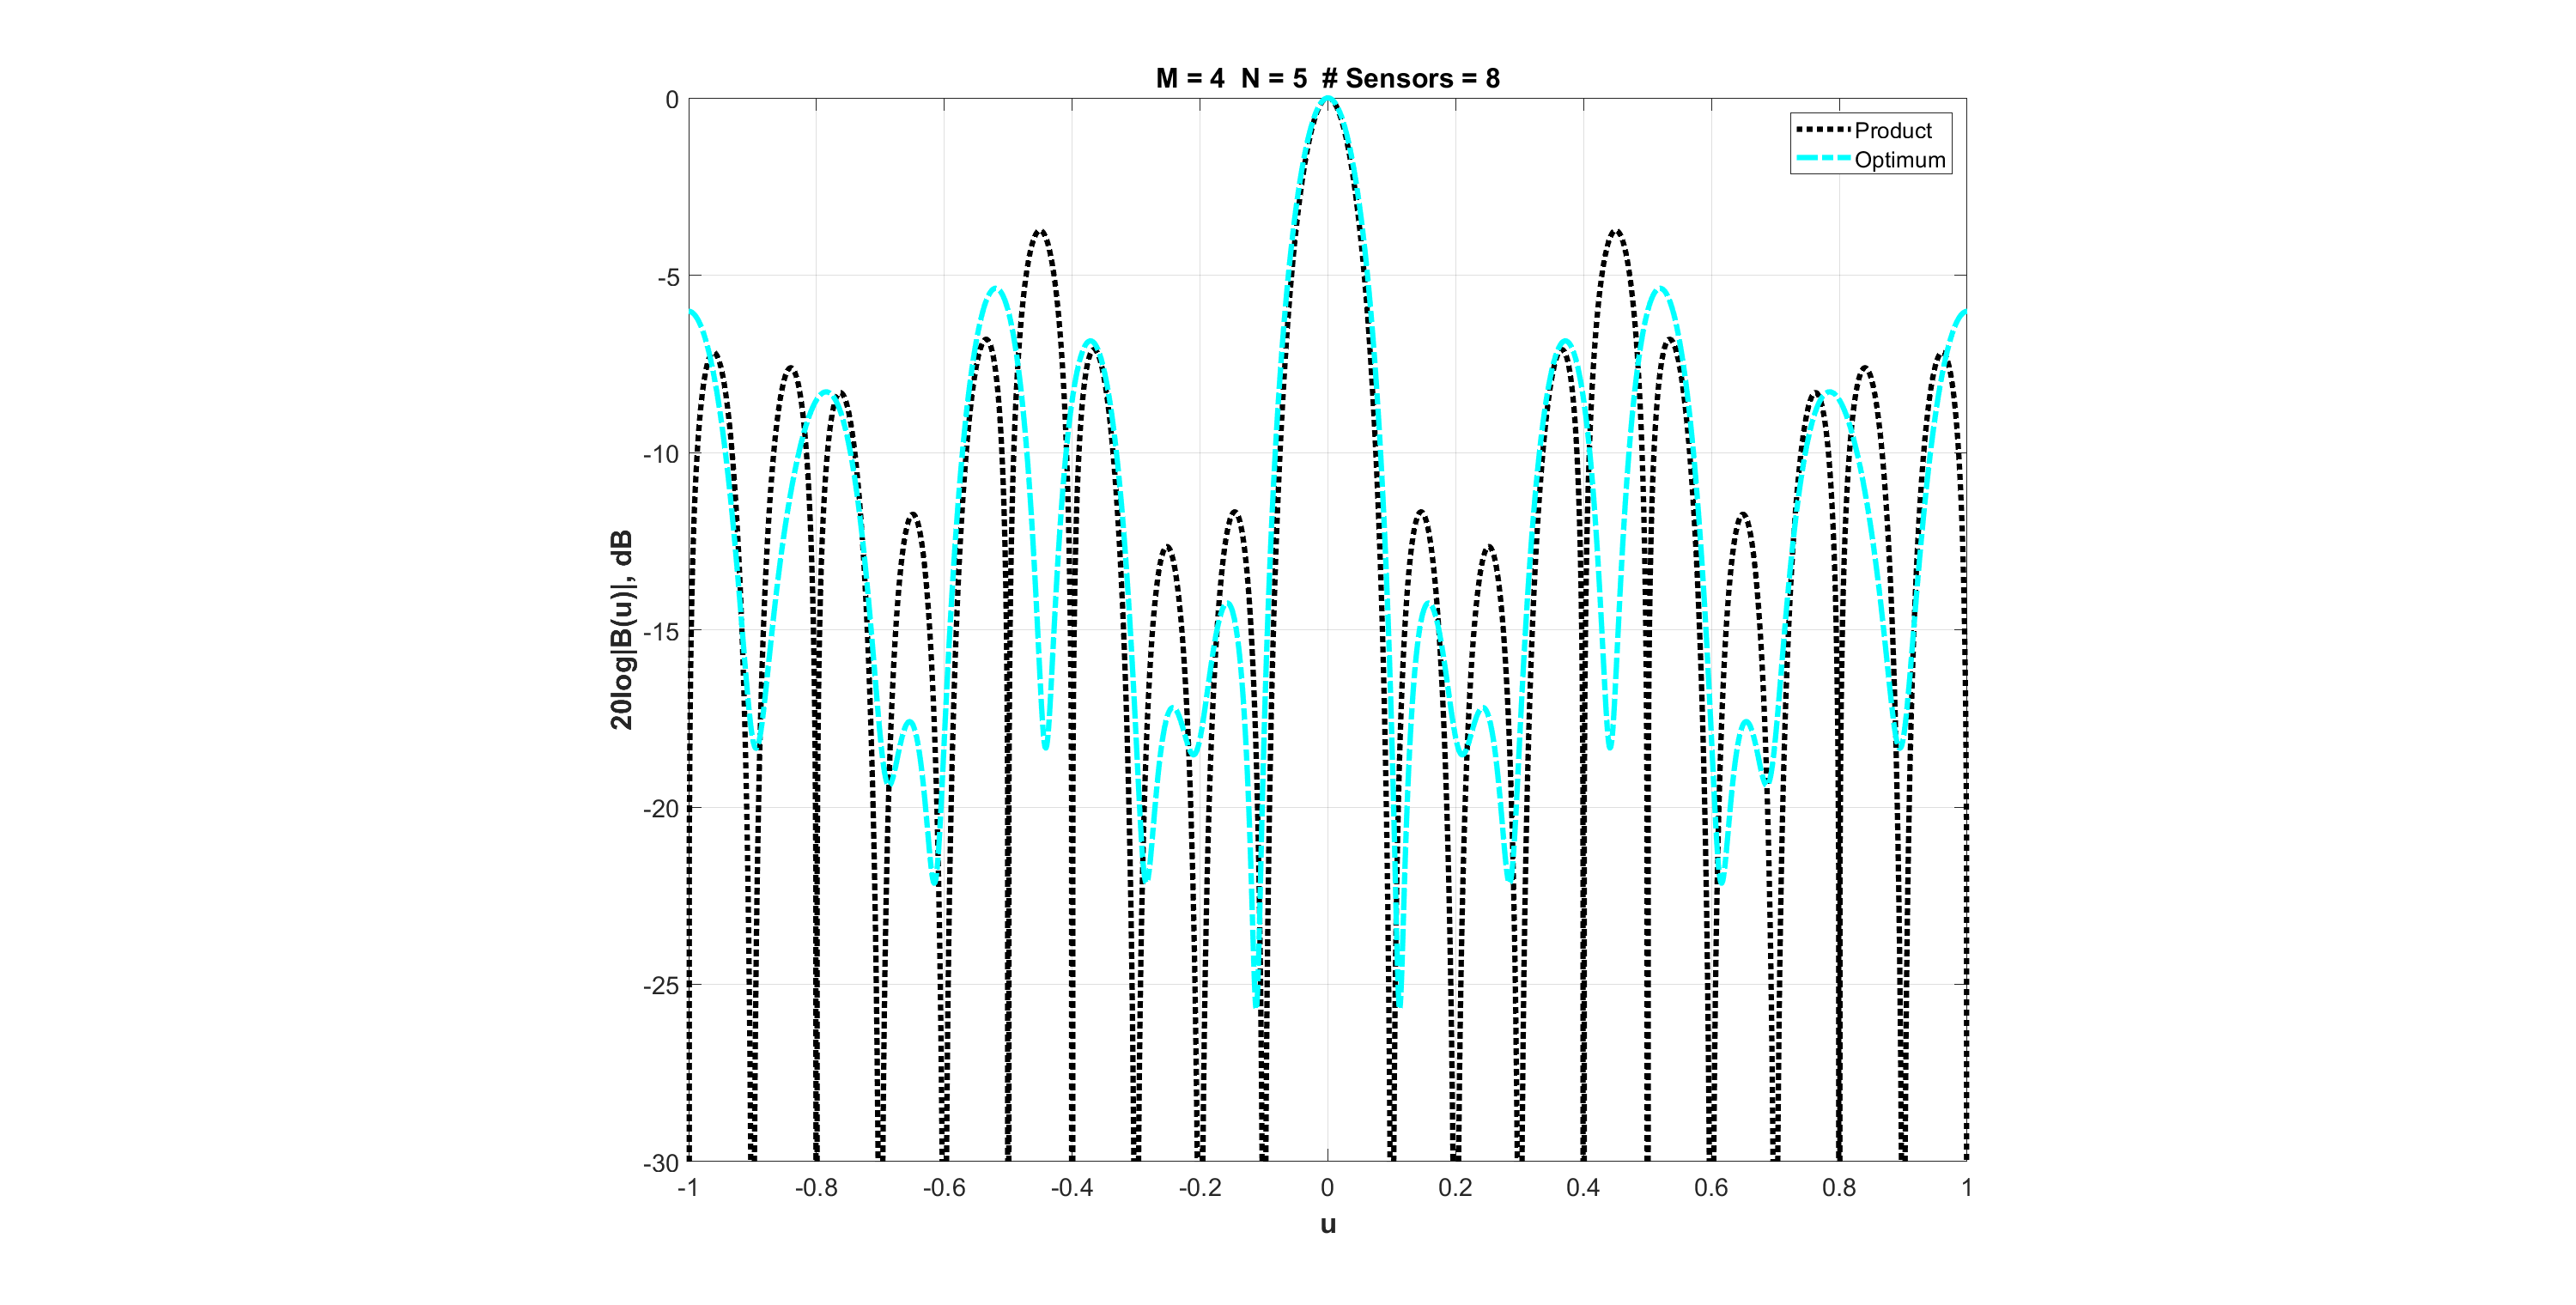 M = 4  N = 5  # Sensors = 8
Product
Optimum
0
-5
-10
-15
-20
-25
-30
20log|B(u)|, dB
-1 -0.8 -0.6 -0.4 -0.2 0 0.2 0.4 0.6 0.8 1
u